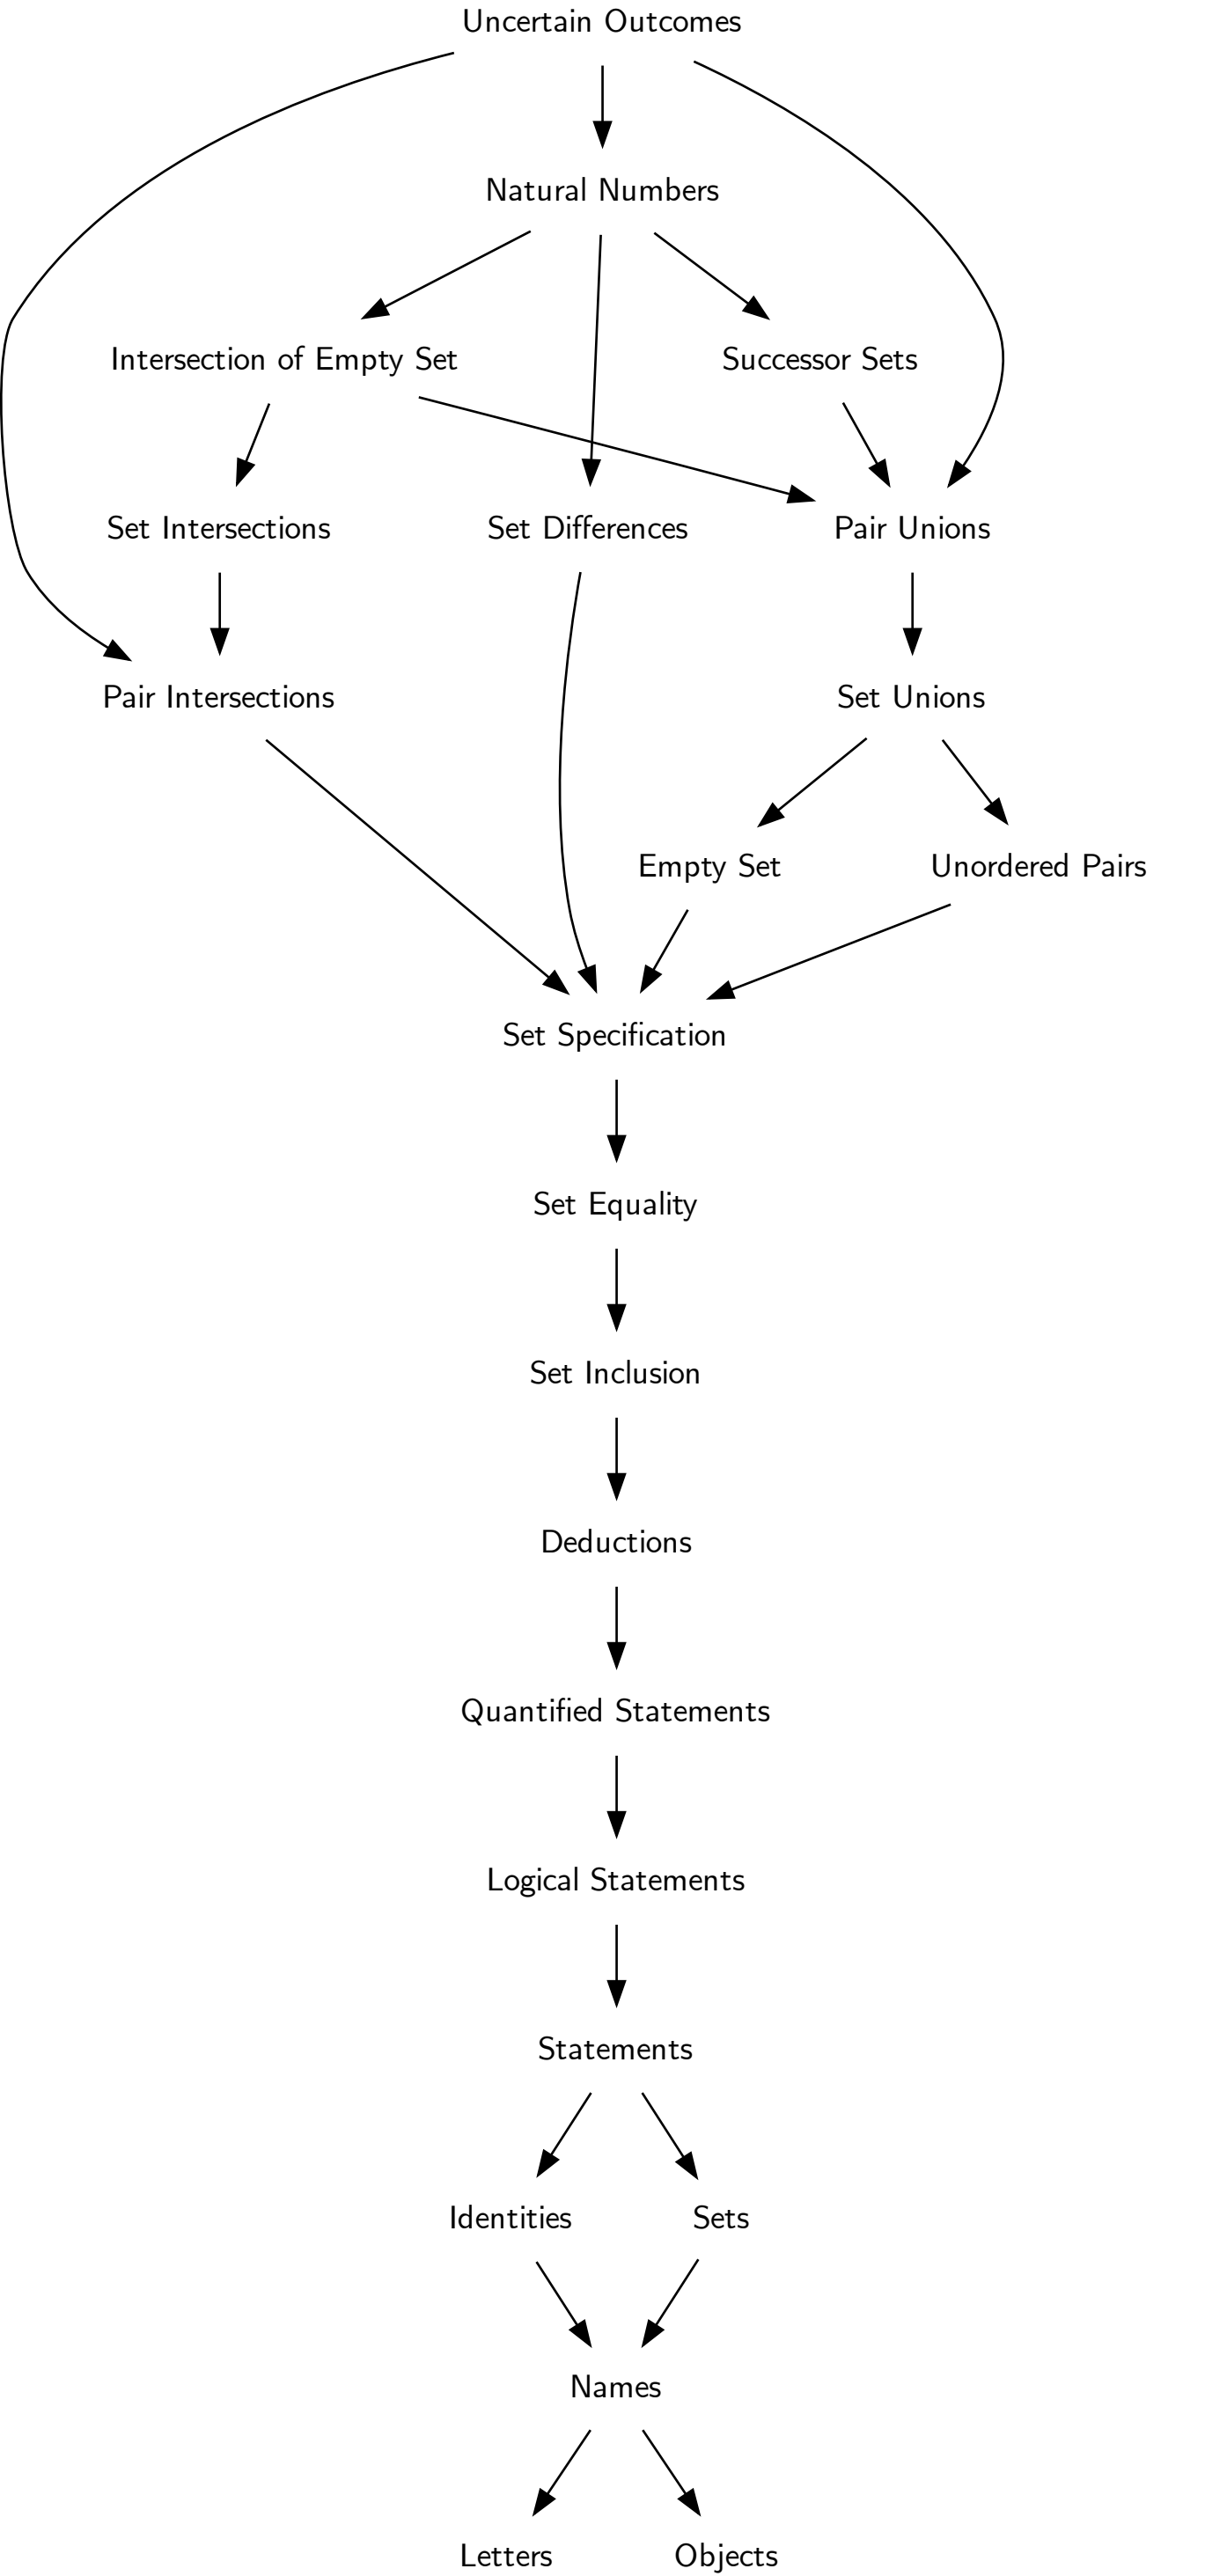 Uncertain Outcomes
Natural Numbers
Intersection of Empty Set
Successor Sets
Set Intersections
Set Differences
Pair Unions
Pair Intersections
Set Unions
Empty Set
Unordered Pairs
Set Specification
Set Equality
Set Inclusion
Deductions
Quantified Statements
Logical Statements
Statements
Identities
Sets
Names
Letters
Objects